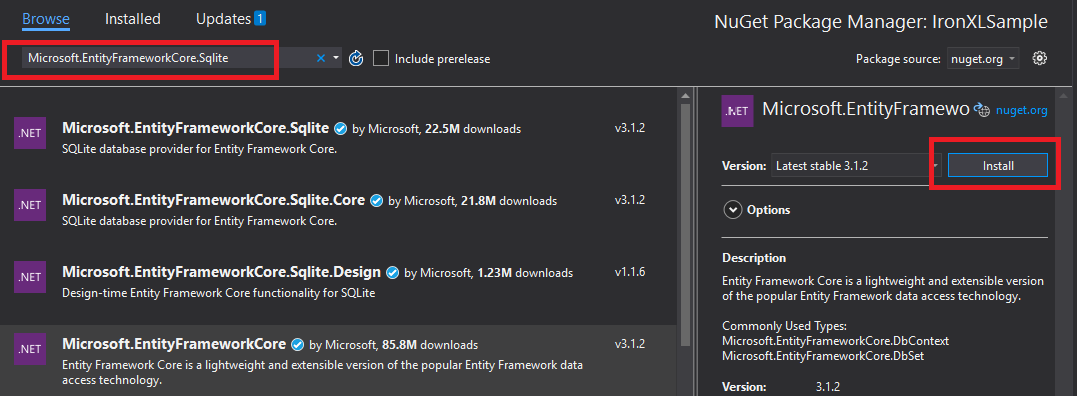 Browse Installed Updates 1
NuGet Package Manager: IronXLSample
Microsoft.EntityFrameworkCore.Sqlite
Include prerelease
Package source: nuget.org
.NET
Microsoft.EntityFrameworkCore.Sqlite by Microsoft, 22.5M downloads
v3.1.2
SQLite database provider for Entity Framework Core.
.NET
Microsoft.EntityFrameworkCore.Sqlite.Core by Microsoft, 21.8M downloads
v3.1.2
SQLite database provider for Entity Framework Core.
.NET
Microsoft.EntityFrameworkCore.Sqlite.Design by Microsoft, 1.23M downloads
v1.1.6
Design-time Entity Framework Core functionality for SQLite
.NET
Microsoft.EntityFrameworkCore by Microsoft, 85.8M downloads
v3.1.2
Entity Framework Core is a lightweight and extensible version of the popular Entity Framework data
access technology.
.NET
Microsoft.EntityFramewo
nuget.org
Version: Latest stable 3.1.2
Install
Options
Description
Entity Framework Core is a lightweight and extensible version
of the popular Entity Framework data access technology.
Commonly Used Types:
Microsoft.EntityFrameworkCore.DbContext
Microsoft.EntityFrameworkCore.DbSet
Version: 3.1.2